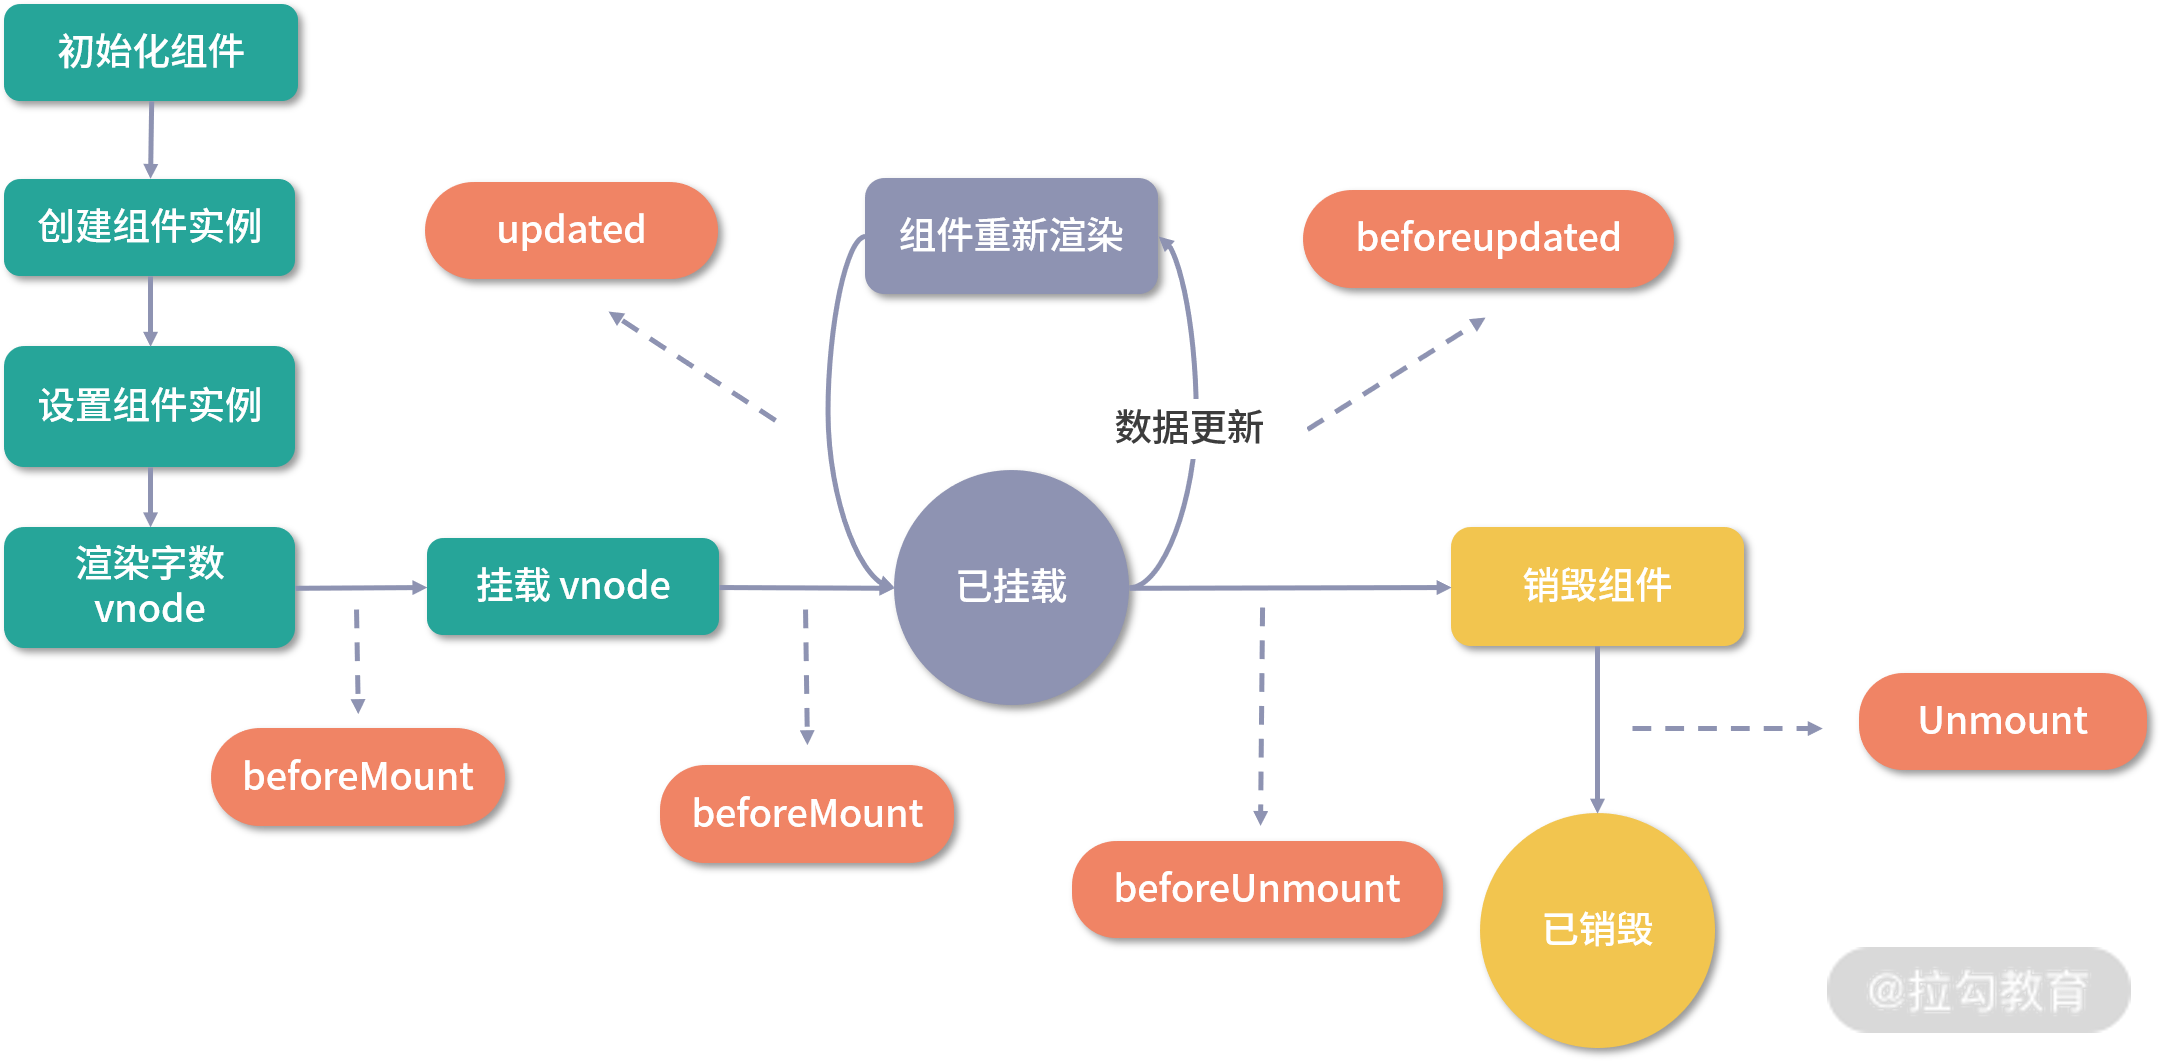 初始化组件
创建组件实例
updated
组件重新渲染
beforeupdated
设置组件实例
数据更新
渲染字数
vnode
挂载 vnode
已挂载
销毁组件
Unmount
beforeMount
beforeMount
beforeUnmount
已销毁
@拉勾教育